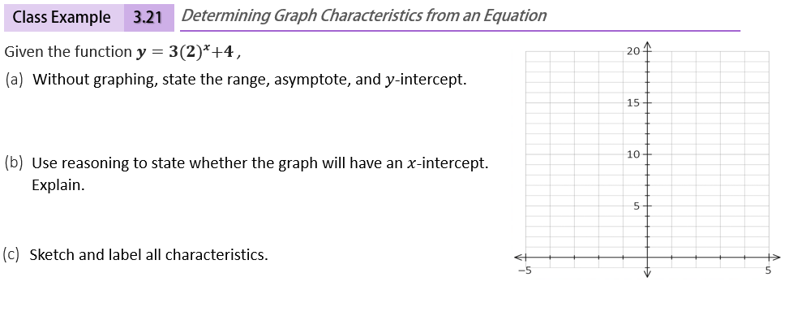 Class Example 3.21 Determining Graph Characteristics from an Equation
Given the function y = 3(2)ˣ+4,
(a) Without graphing, state the range, asymptote, and y-intercept.
(b) Use reasoning to state whether the graph will have an x-intercept.
Explain.
(c) Sketch and label all characteristics.
20
15
10
5
−5
5